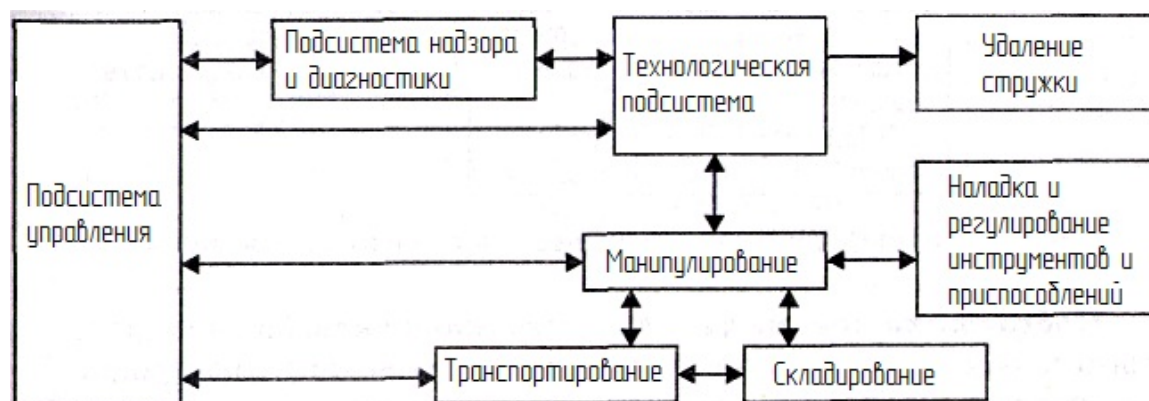 Подсистема надзора
и диагностики
Технологическая
подсистема
Удаление
стружки
Подсистема
управления
Манипулирование
Наладка и
регулирование
инструментов и
приспособлений
Транспортирование
Складирование